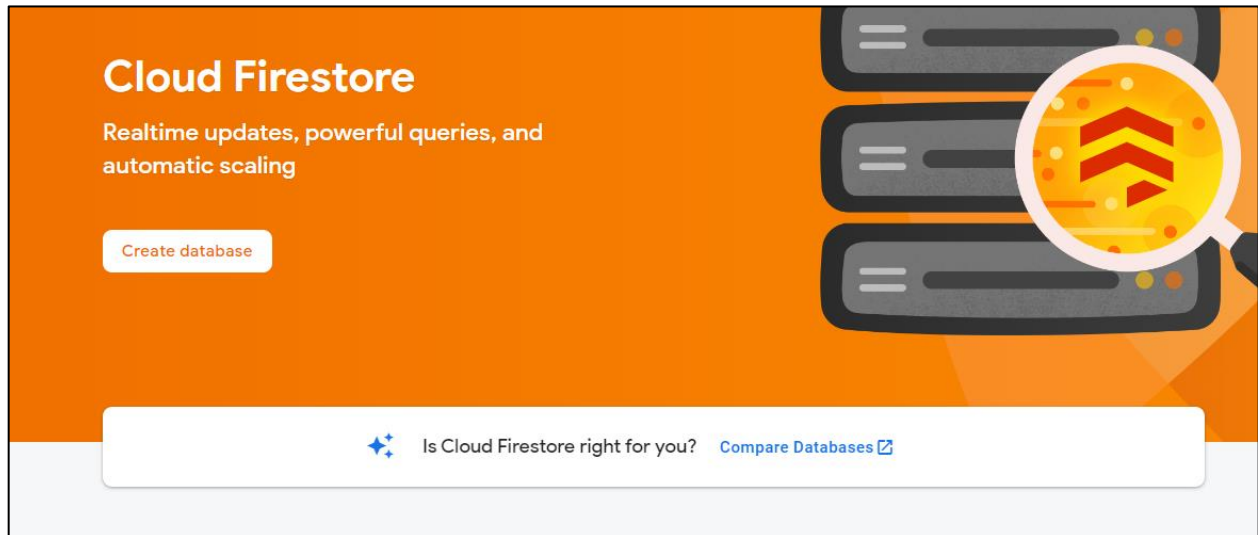 Cloud Firestore
Realtime updates, powerful queries, and
automatic scaling
Create database
Is Cloud Firestore right for you? Compare Databases